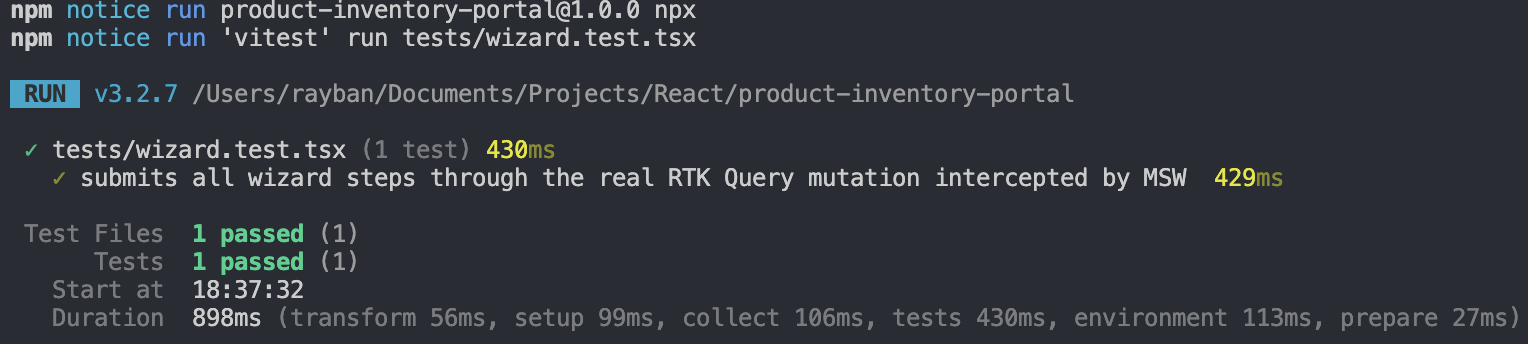 npm notice run product-inventory-portal@1.0.0 npx
npm notice run 'vitest' run tests/wizard.test.tsx
RUN v3.2.7 /Users/rayban/Documents/Projects/React/product-inventory-portal
✓ tests/wizard.test.tsx (1 test) 430ms
✓ submits all wizard steps through the real RTK Query mutation intercepted by MSW 429ms
Test Files 1 passed (1)
Tests 1 passed (1)
Start at 18:37:32
Duration 898ms (transform 56ms, setup 99ms, collect 106ms, tests 430ms, environment 113ms, prepare 27ms)